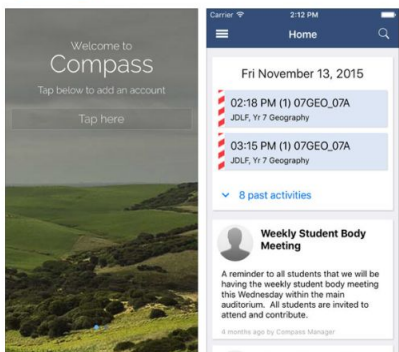 Welcome to
Compass
Tap below to add an account
Tap here
Carrier 2:12 PM
Home
Fri November 13, 2015
02:18 PM (1) 07GEO_07A
JDLF, Yr 7 Geography
03:15 PM (1) 07GEO_07A
JDLF, Yr 7 Geography
8 past activities
Weekly Student Body
Meeting
A reminder to all students that we will be
having the weekly student body meeting
this Wednesday within the main
auditorium. All students are invited to
attend and contribute.
4 months ago by Compass Manager